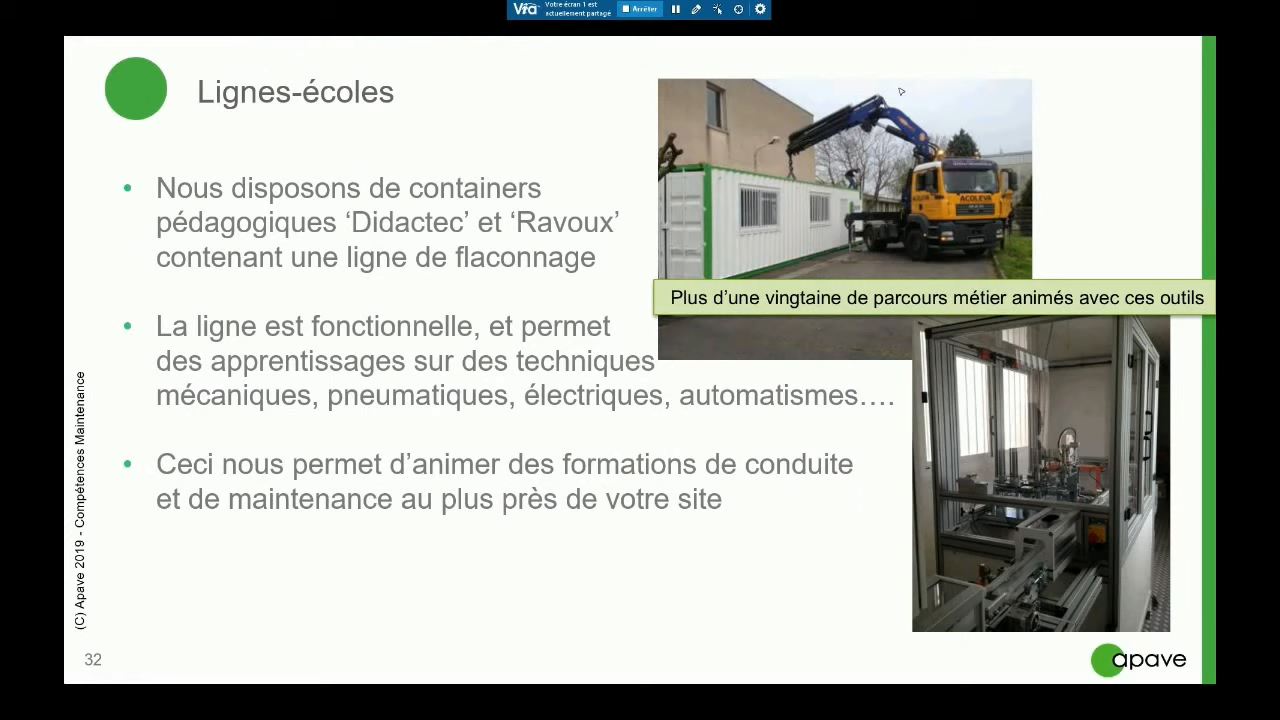 Vfa
Votre écran 1 est
actuellement partagé
Arrêter
Lignes-écoles
ACOLEVA
• Nous disposons de containers
pédagogiques ‘Didactec’ et ‘Ravoux’
contenant une ligne de flaconnage
Plus d’une vingtaine de parcours métier animés avec ces outils
• La ligne est fonctionnelle, et permet
des apprentissages sur des techniques
mécaniques, pneumatiques, électriques, automatismes….
• Ceci nous permet d’animer des formations de conduite
et de maintenance au plus près de votre site
(C) Apave 2019 - Compétences Maintenance
32
apave